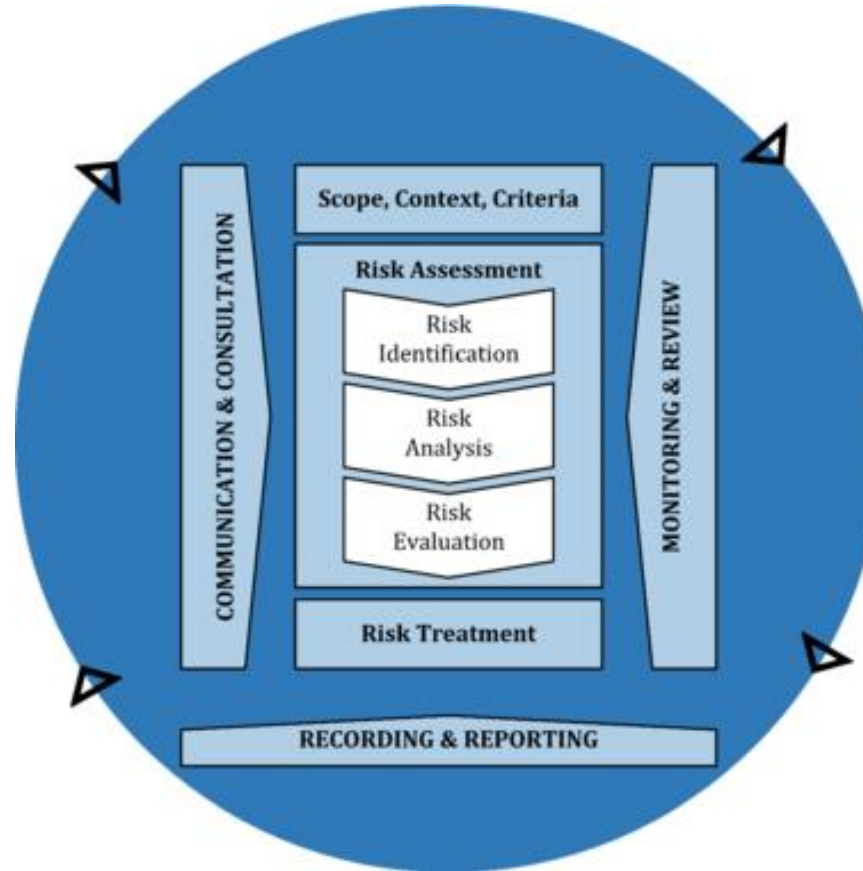 Scope, Context, Criteria
Risk Assessment
Risk
Identification
Risk
Analysis
Risk
Evaluation
Risk Treatment
COMMUNICATION & CONSULTATION
MONITORING & REVIEW
RECORDING & REPORTING